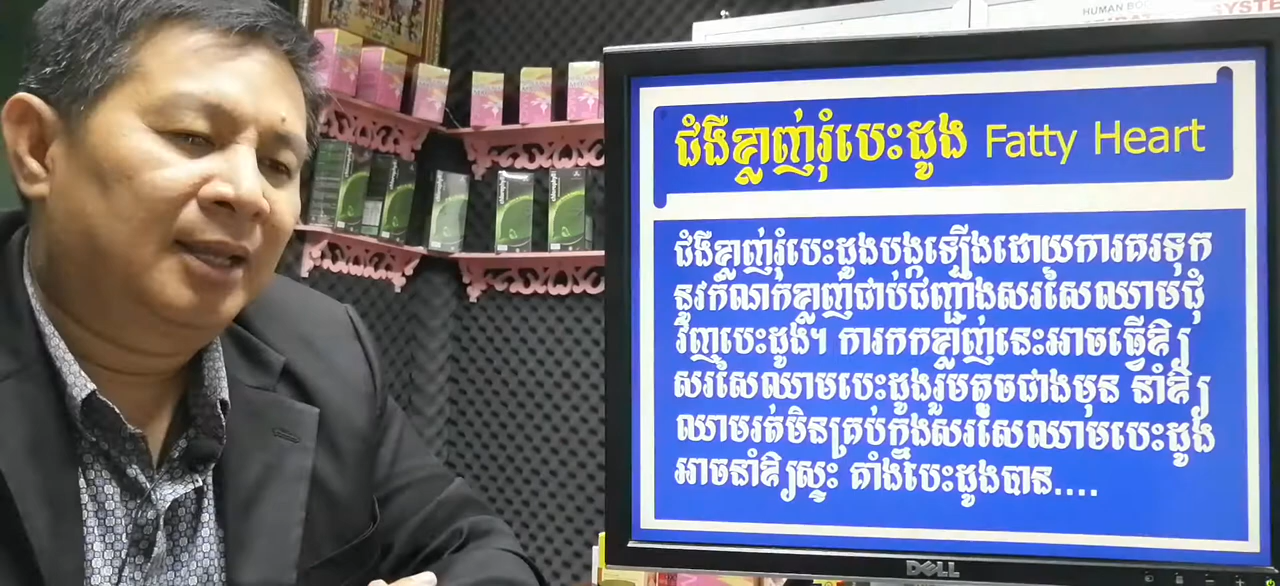 HUMAN BO
SYSTE
ជំងឺខ្លាញ់រុំបេះដូង Fatty Heart
ជំងឺខ្លាញ់រុំបេះដូងបង្កឡើងដោយការគរទុក
នូវកំណកខ្លាញ់ជាប់ជញ្ជាំងសរសៃឈាមជុំ
វិញបេះដូង។ ការកកខ្លាញ់នេះអាចធ្វើឱ្យ
សរសៃឈាមបេះដូងរួមតូចជាងមុន នាំឱ្យ
ឈាមរត់មិនគ្រប់ក្នុងសរសៃឈាមបេះដូង
អាចនាំឱ្យស្ទះ គាំងបេះដូងបាន....
DELL